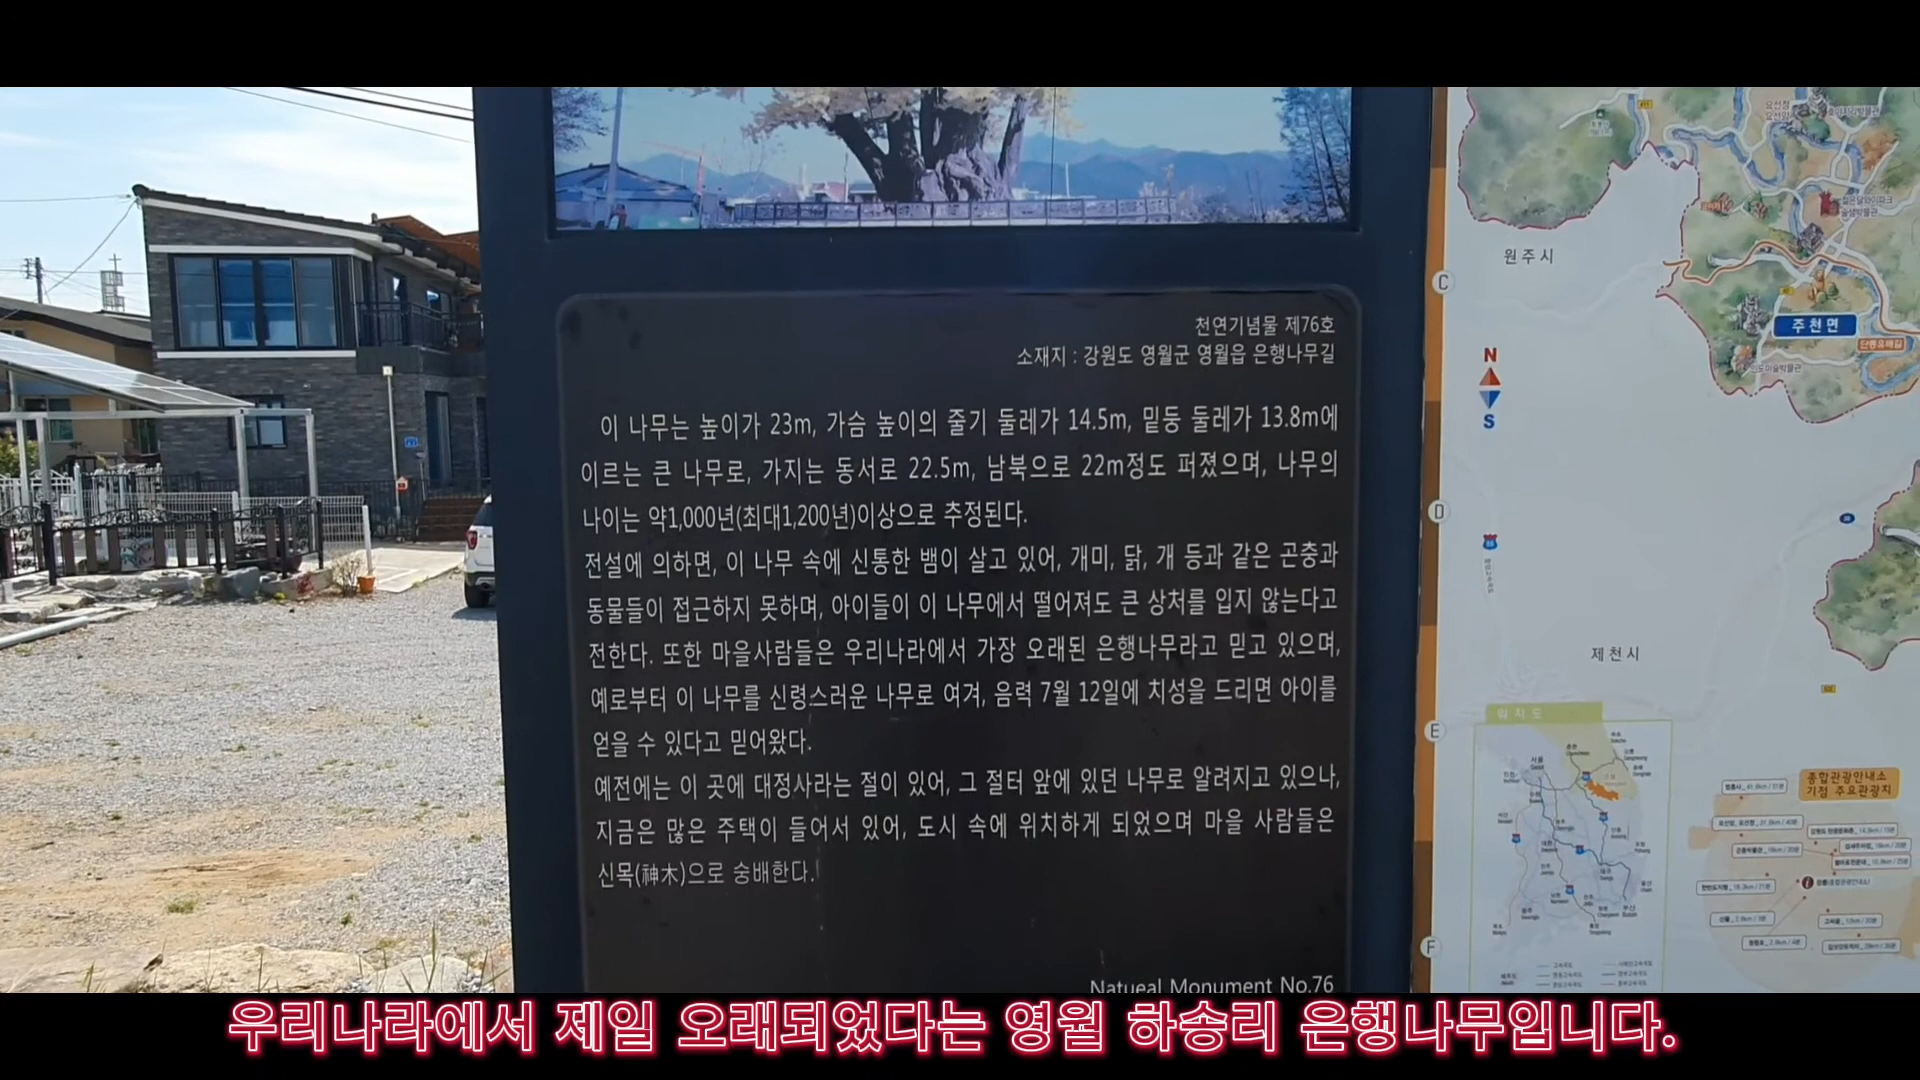 천연기념물 제76호
소재지 : 강원도 영월군 영월읍 은행나무길
이 나무는 높이가 23m, 가슴 높이의 줄기 둘레가 14.5m, 밑둥 둘레가 13.8m에
이르는 큰 나무로, 가지는 동서로 22.5m, 남북으로 22m정도 퍼졌으며, 나무의
나이는 약1,000년(최대1,200년)이상으로 추정된다.
전설에 의하면, 이 나무 속에 신통한 뱀이 살고 있어, 개미, 닭, 개 등과 같은 곤충과
동물들이 접근하지 못하며, 아이들이 이 나무에서 떨어져도 큰 상처를 입지 않는다고
전한다. 또한 마을사람들은 우리나라에서 가장 오래된 은행나무라고 믿고 있으며,
예로부터 이 나무를 신령스러운 나무로 여겨, 음력 7월 12일에 치성을 드리면 아이를
얻을 수 있다고 믿어왔다.
예전에는 이 곳에 대정사라는 절이 있어, 그 절터 앞에 있던 나무로 알려지고 있으나,
지금은 많은 주택이 들어서 있어, 도시 속에 위치하게 되었으며 마을 사람들은
신목(神木)으로 숭배한다.
Natueal Monument No.76
원주시
C
주천면
N
S
D
제천시
E
위치도
종합관광안내소
기점 주요관광지
F
우리나라에서 제일 오래되었다는 영월 하송리 은행나무입니다.